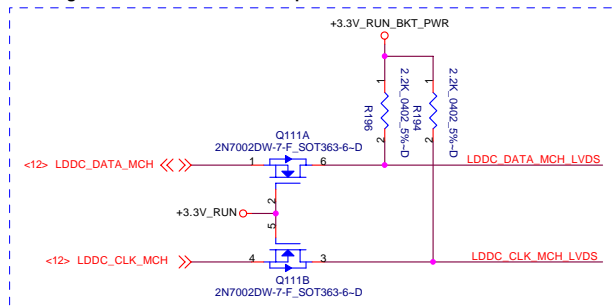 +3.3V_RUN_BKT_PWR
1
1
2.2K_0402_5%~D
R196
2.2K_0402_5%~D
R194
2
2
Q111A
2N7002DW-7-F_SOT363-6~D
<12> LDDC_DATA_MCH
1
6
LDDC_DATA_MCH_LVDS
2
+3.3V_RUN
5
<12> LDDC_CLK_MCH
4
3
LDDC_CLK_MCH_LVDS
Q111B
2N7002DW-7-F_SOT363-6~D